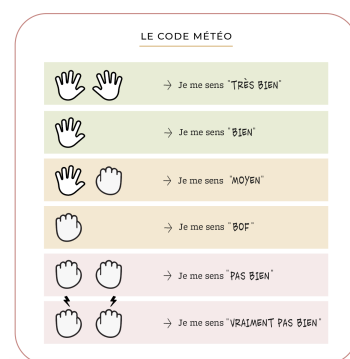 LE CODE MÉTÉO
→ Je me sens "TRÈS BIEN"
→ Je me sens "BIEN"
→ Je me sens "MOYEN"
→ Je me sens "BOF"
→ Je me sens "PAS BIEN"
→ Je me sens "VRAIMENT PAS BIEN"